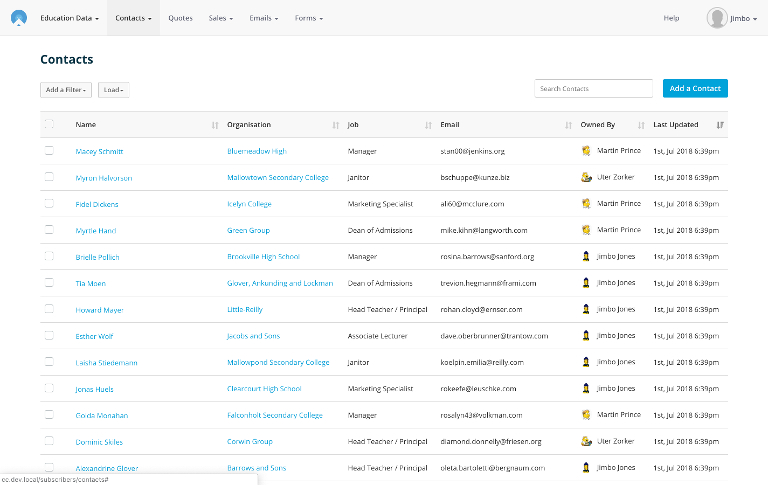 Education Data Contacts Quotes Sales Emails Forms Help Jimbo
Contacts
Add a Filter Load Search Contacts Add a Contact
Name Organisation Job Email Owned By Last Updated
Macey Schmitt Bluemeadow High Manager stan00@jenkins.org Martin Prince 1st, Jul 2018 6:39pm
Myron Halvorson Mallowtown Secondary College Janitor bschuppe@kunze.biz Uter Zorker 1st, Jul 2018 6:39pm
Fidel Dickens Icelyn College Marketing Specialist ali60@mcclure.com Martin Prince 1st, Jul 2018 6:39pm
Myrtle Hand Green Group Dean of Admissions mike.kihn@langworth.com Martin Prince 1st, Jul 2018 6:39pm
Brielle Pollich Brookville High School Manager rosina.barrows@sanford.org Jimbo Jones 1st, Jul 2018 6:39pm
Tia Moen Glover, Ankunding and Lockman Dean of Admissions trevion.hegmann@frami.com Jimbo Jones 1st, Jul 2018 6:39pm
Howard Mayer Little-Reilly Head Teacher / Principal rohan.doyd@ernser.com Jimbo Jones 1st, Jul 2018 6:39pm
Esther Wolf Jacobs and Sons Associate Lecturer dave.oberbrunner@trantow.com Jimbo Jones 1st, Jul 2018 6:39pm
Laisha Stiedemann Mallowpond Secondary College Janitor koelpin.emilia@reilly.com Jimbo Jones 1st, Jul 2018 6:39pm
Jonas Huels Clearcourt High School Marketing Specialist rokeefe@leuschke.com Jimbo Jones 1st, Jul 2018 6:39pm
Golda Monahan Falconholt Secondary College Manager rosalyn43@volkman.com Martin Prince 1st, Jul 2018 6:39pm
Dominic Skiles Corwin Group Head Teacher / Principal diamond.donnelly@friesen.org Uter Zorker 1st, Jul 2018 6:39pm
Alexandrine Glover Barrows and Sons Head Teacher / Principal oleta.bartoletti@bergnaum.com Jimbo Jones 1st, Jul 2018 6:39pm
ce.dev.local/subscribers/contacts#